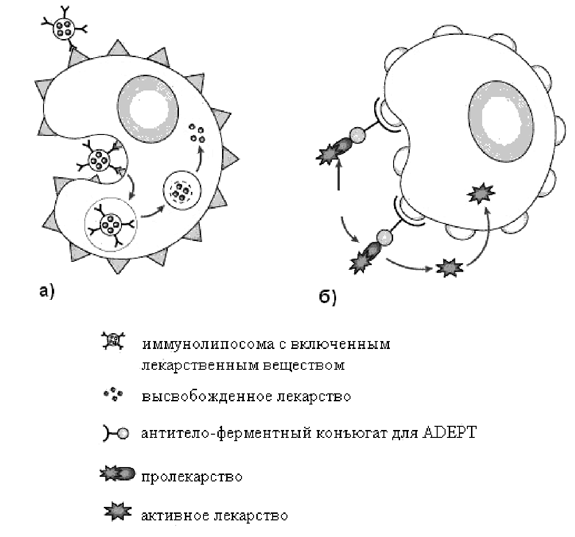 а)
б)
иммунолипосома с включенным
лекарственным веществом
высвобожденное лекарство
антитело-ферментный коньюгат для ADEPT
пролекарство
активное лекарство